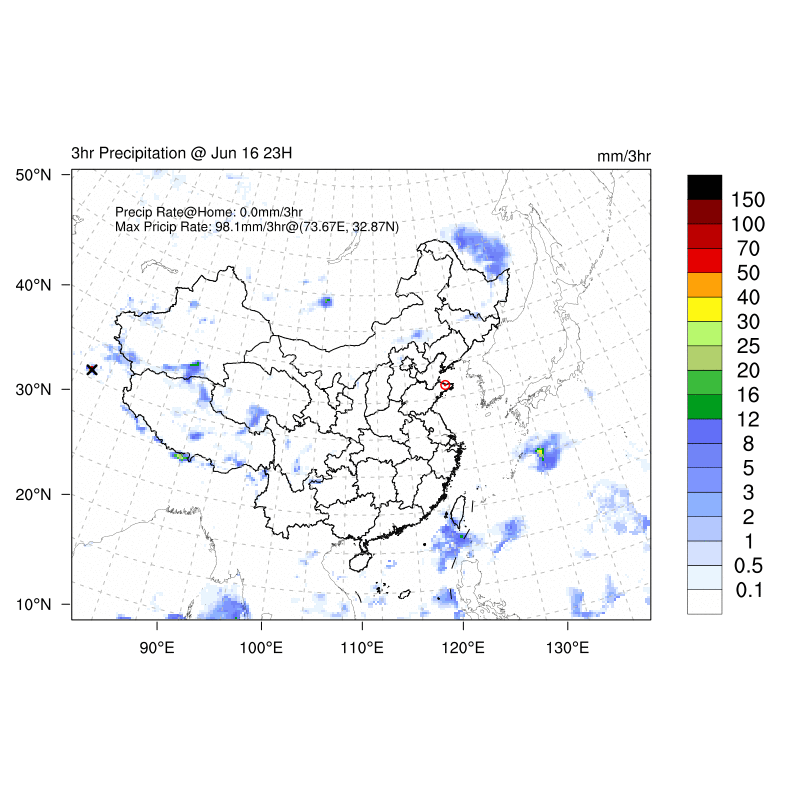 3hr Precipitation @ Jun 16 23H
mm/3hr
Precip Rate@Home: 0.0mm/3hr
Max Pricip Rate: 98.1mm/3hr@(73.67E, 32.87N)
50°N
40°N
30°N
20°N
10°N
90°E
100°E
110°E
120°E
130°E
150
100
70
50
40
30
25
20
16
12
8
5
3
2
1
0.5
0.1